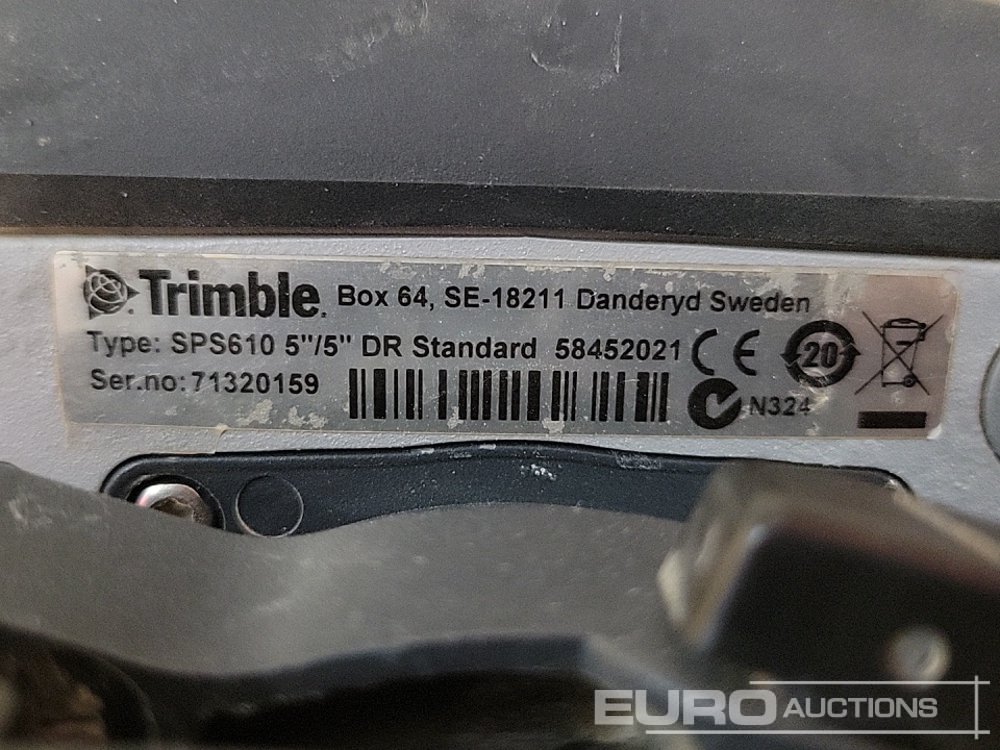 Trimble. Box 64, SE-18211 Danderyd Sweden
Type: SPS610 5"/5" DR Standard 58452021 CE 20
Ser.no: 71320159 N324
EURO AUCTIONS